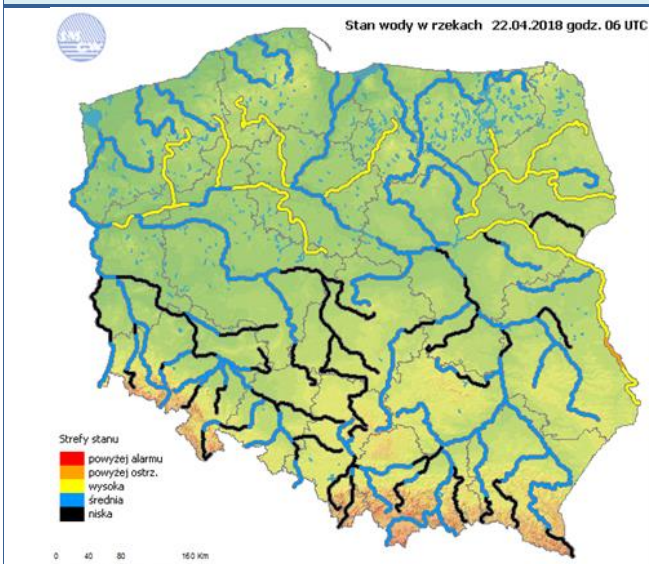 Stan wody w rzekach 22.04.2018 godz. 06 UTC
Strefy stanu
powyżej alarmu
powyżej ostrz.
wysoka
średnia
niska
0 40 80 160 Km